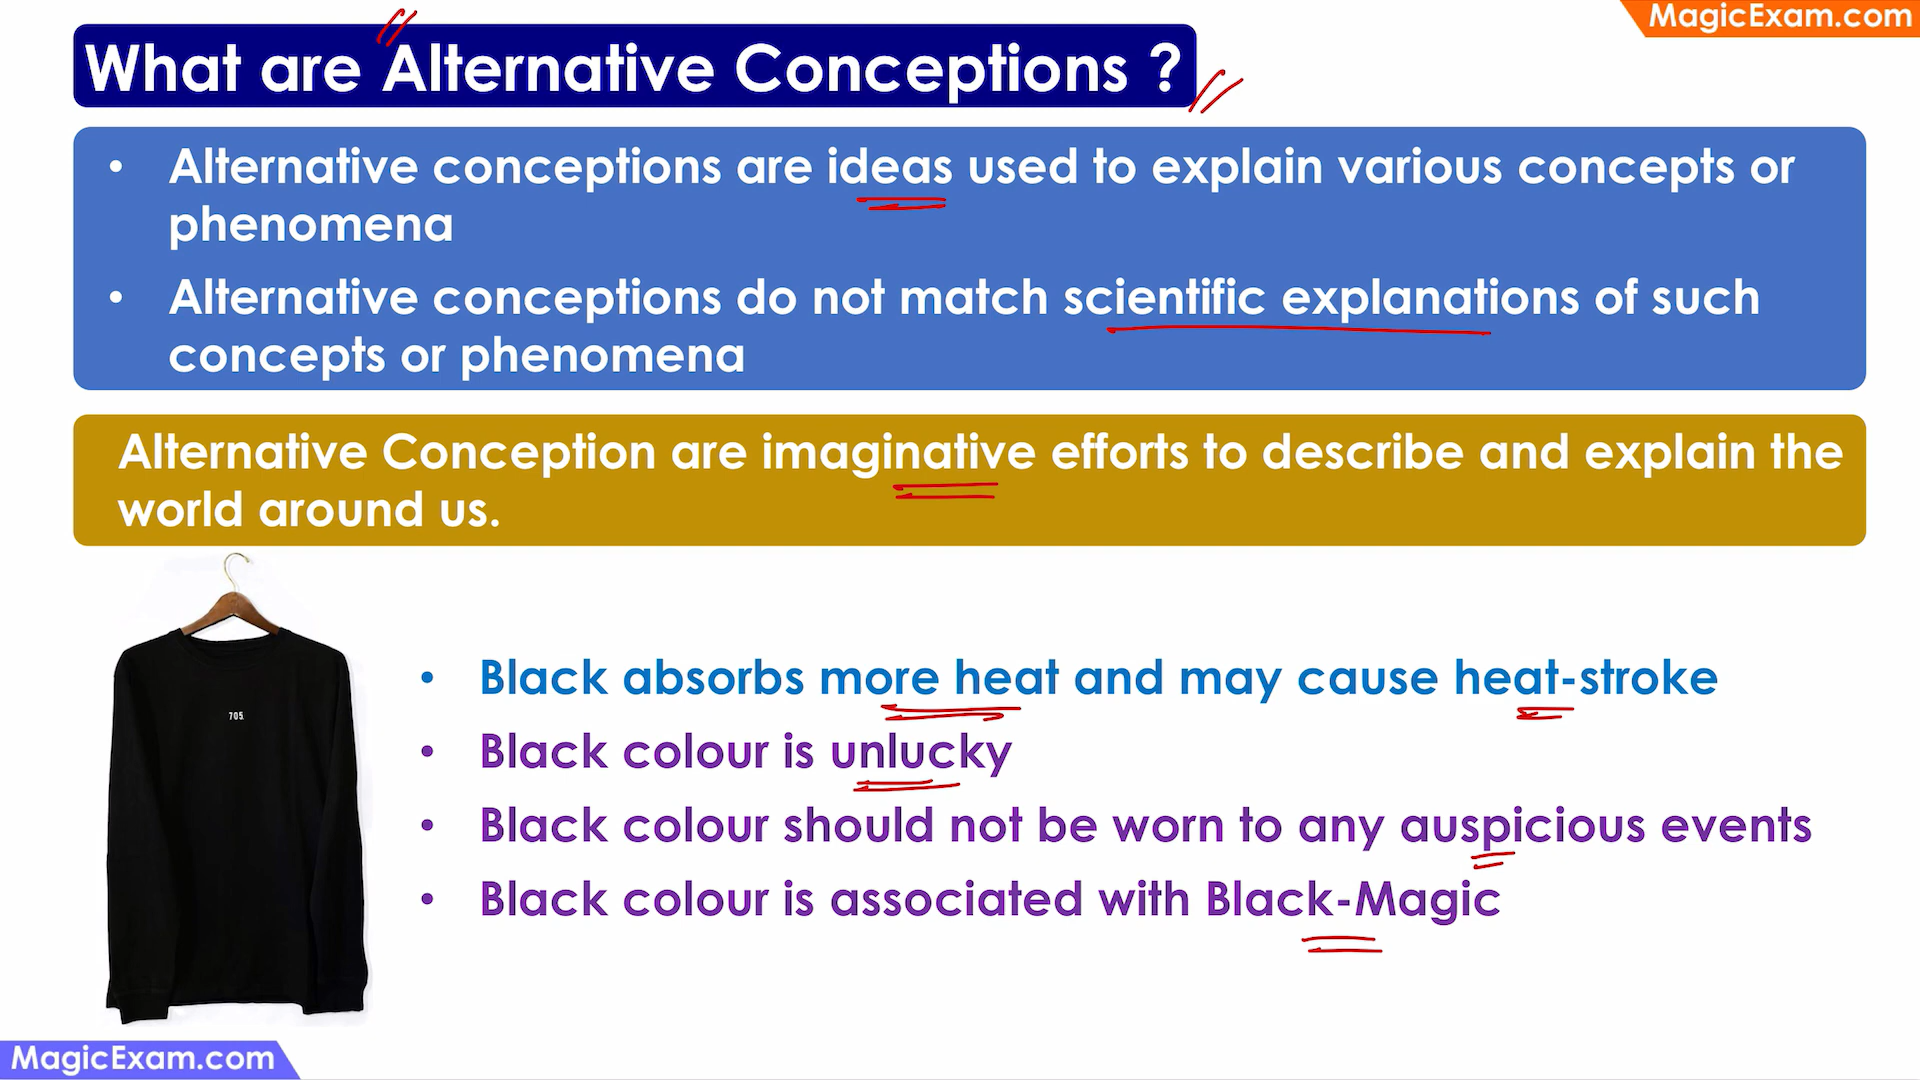 MagicExam.com
What are Alternative Conceptions ?
• Alternative conceptions are ideas used to explain various concepts or
phenomena
• Alternative conceptions do not match scientific explanations of such
concepts or phenomena
Alternative Conception are imaginative efforts to describe and explain the
world around us.
705.
• Black absorbs more heat and may cause heat-stroke
• Black colour is unlucky
• Black colour should not be worn to any auspicious events
• Black colour is associated with Black-Magic
MagicExam.com